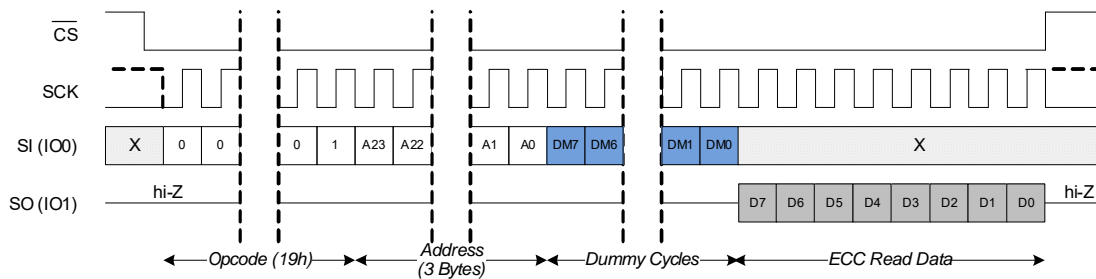 CS
SCK
SI (IO0) X 0 0 0 1 A23 A22 A1 A0 DM7 DM6 DM1 DM0 X
hi-Z hi-Z
SO (IO1) D7 D6 D5 D4 D3 D2 D1 D0
Opcode (19h) Address Dummy Cycles ECC Read Data
(3 Bytes)